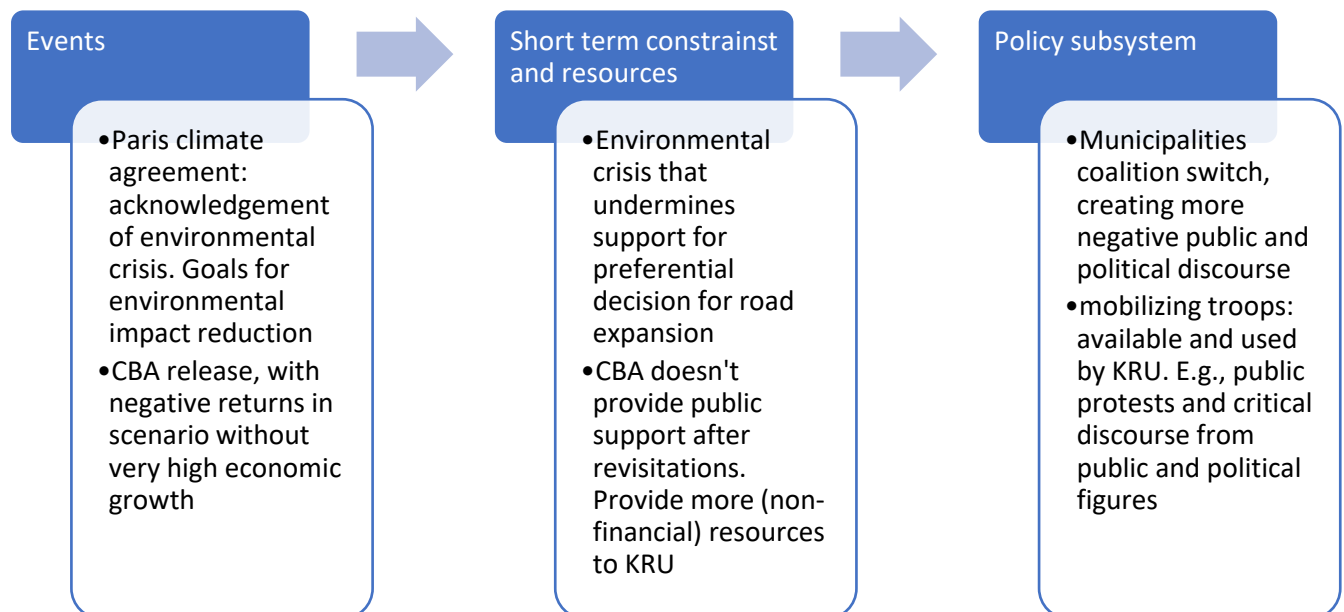 Events
•Paris climate
agreement:
acknowledgement
of environmental
crisis. Goals for
environmental
impact reduction
•CBA release, with
negative returns in
scenario without
very high economic
growth
Short term constrainst
and resources
•Environmental
crisis that
undermines
support for
preferential
decision for road
expansion
•CBA doesn't
provide public
support after
revisitations.
Provide more (non-
financial) resources
to KRU
Policy subsystem
•Municipalities
coalition switch,
creating more
negative public and
political discourse
•mobilizing troops:
available and used
by KRU. E.g., public
protests and critical
discourse from
public and political
figures